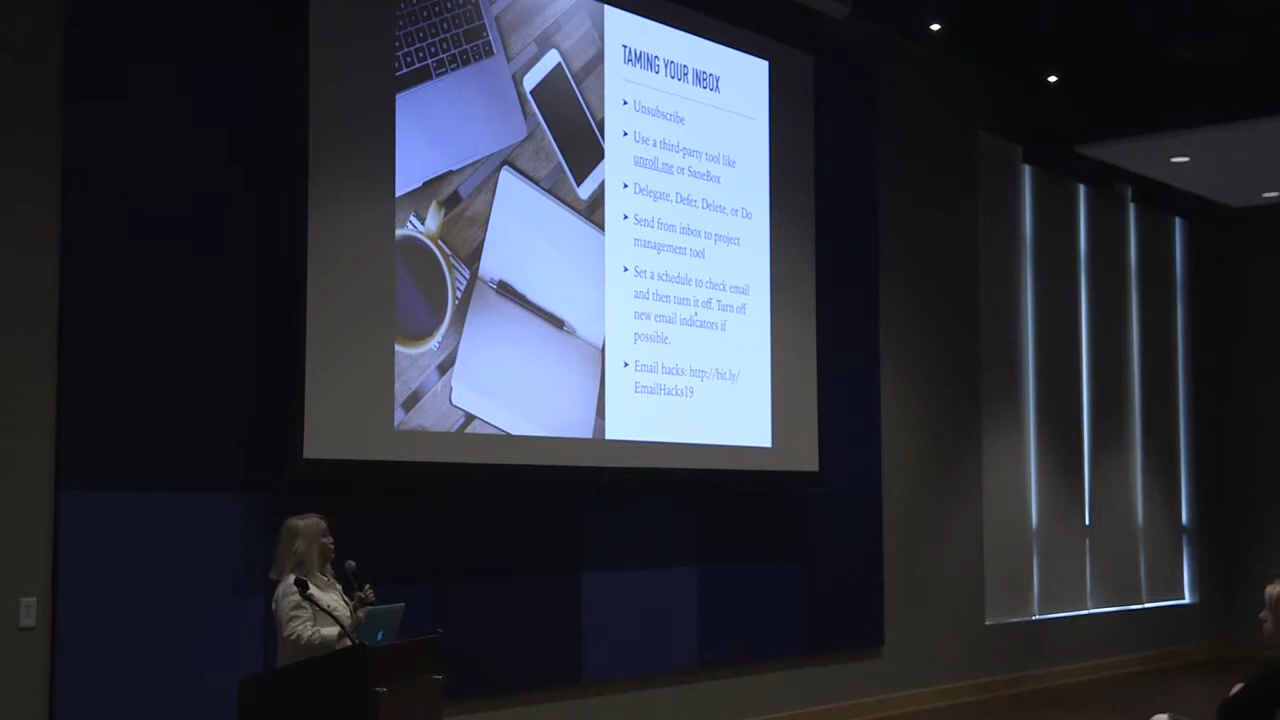 TAMING YOUR INBOX
➤ Unsubscribe
➤ Use a third-party tool like
unroll.me or SaneBox
➤ Delegate, Defer, Delete, or Do
➤ Send from inbox to project
management tool
➤ Set a schedule to check email
and then turn it off. Turn off
new email indicators if
possible.
➤ Email hacks: http://bit.ly/
EmailHacks19